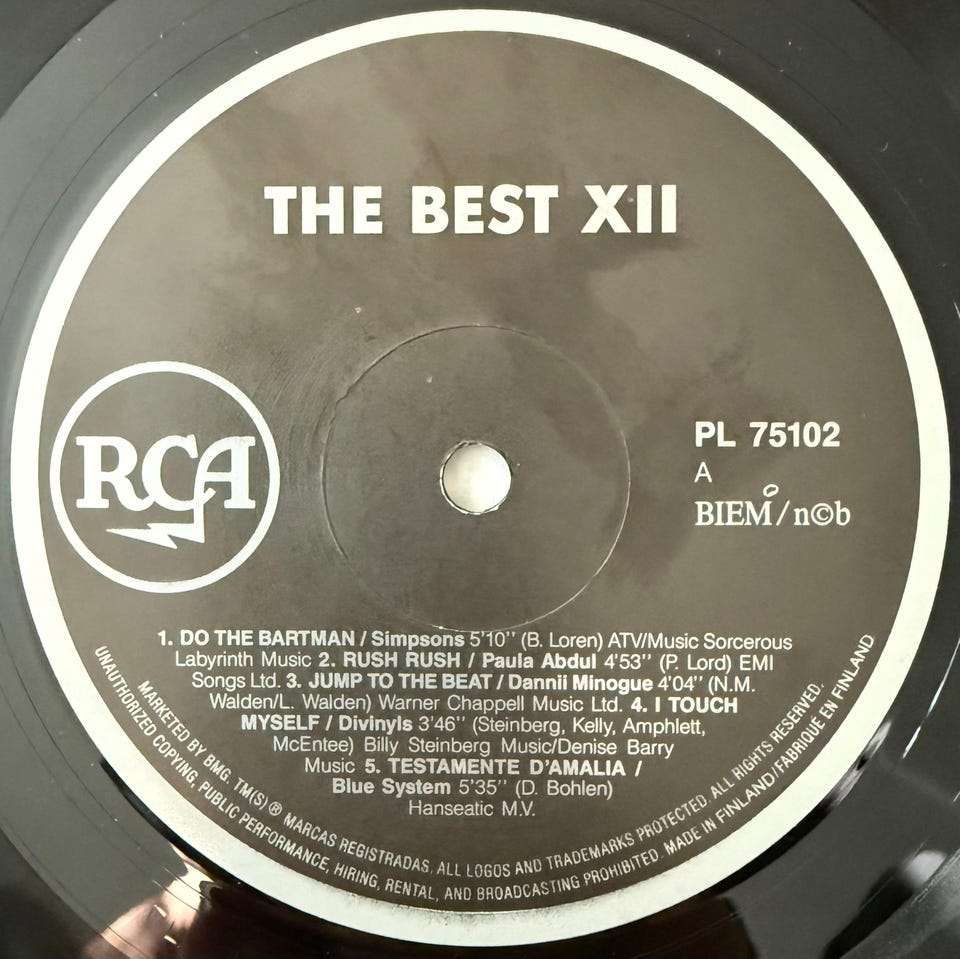 THE BEST XII
RCA
PL 75102
A
BIEM/n©b
1. DO THE BARTMAN / Simpsons 5'10'' (B. Loren) ATV/Music Sorcerous
Labyrinth Music 2. RUSH RUSH / Paula Abdul 4'53'' (P. Lord) EMI
Songs Ltd. 3. JUMP TO THE BEAT / Dannii Minogue 4'04'' (N.M.
Walden/L. Walden) Warner Chappell Music Ltd. 4. I TOUCH
MYSELF / Divinyls 3'46'' (Steinberg, Kelly, Amphlett,
McEntee) Billy Steinberg Music/Denise Barry
Music 5. TESTAMENTE D'AMALIA /
Blue System 5'35'' (D. Bohlen)
Hanseatic M.V.
MARKETED BY BMG. TM(S) ® MARCAS REGISTRADAS. ALL LOGOS AND TRADEMARKS PROTECTED. ALL RIGHTS RESERVED.
UNAUTHORIZED COPYING, PUBLIC PERFORMANCE, HIRING, RENTAL, AND BROADCASTING PROHIBITED. MADE IN FINLAND/FABRIQUE EN FINLAND